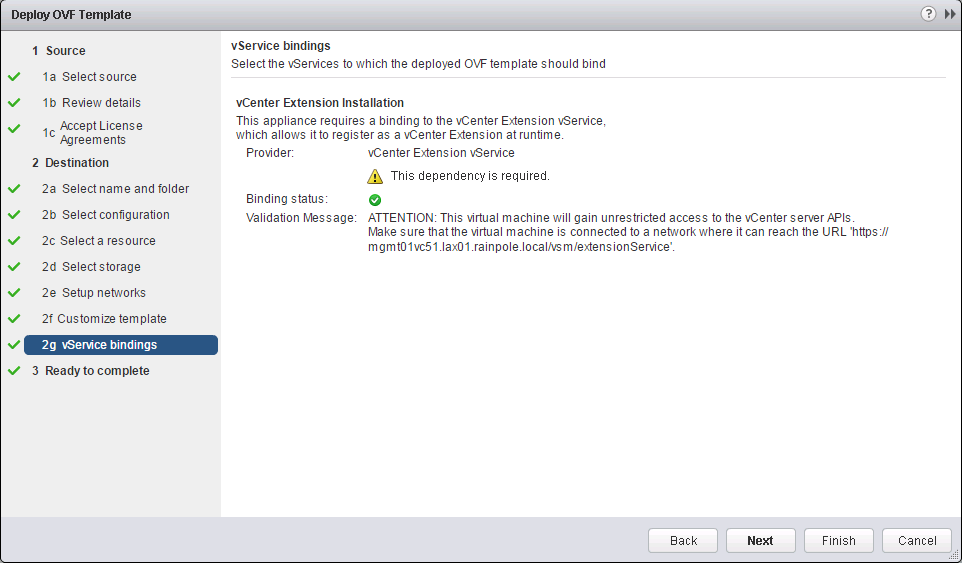 Deploy OVF Template
?
1 Source
1a Select source
1b Review details
1c Accept License
Agreements
2 Destination
2a Select name and folder
2b Select configuration
2c Select a resource
2d Select storage
2e Setup networks
2f Customize template
2g vService bindings
3 Ready to complete
vService bindings
Select the vServices to which the deployed OVF template should bind
vCenter Extension Installation
This appliance requires a binding to the vCenter Extension vService,
which allows it to register as a vCenter Extension at runtime.
Provider: vCenter Extension vService
This dependency is required.
Binding status:
Validation Message: ATTENTION: This virtual machine will gain unrestricted access to the vCenter server APIs.
Make sure that the virtual machine is connected to a network where it can reach the URL 'https://
mgmt01vc51.lax01.rainpole.local/vsm/extensionService'.
Back Next Finish Cancel